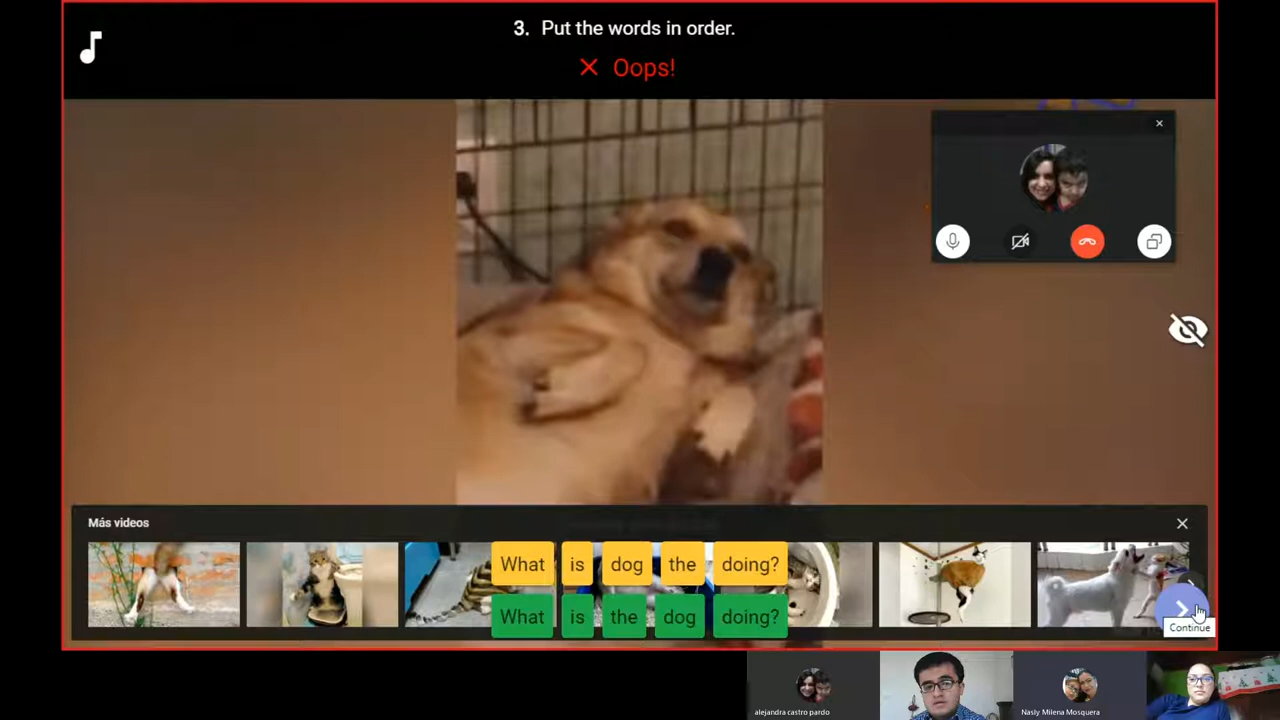 3. Put the words in order.
Oops!
Más videos
What is dog the doing?
What is the dog doing?
Continue
alejandra castro pardo
Nasly Milena Mosquera